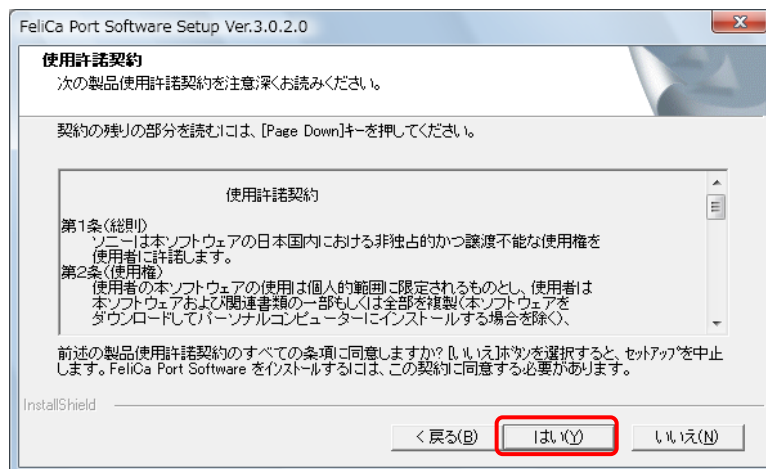 FeliCa Port Software Setup Ver.3.0.2.0
使用許諾契約
次の製品使用許諾契約を注意深くお読みください。
契約の残りの部分を読むには、[Page Down]キーを押してください。
使用許諾契約
第1条(総則)
ソニーは本ソフトウェアの日本国内における非独占的かつ譲渡不能な使用権を
使用者に許諾します。
第2条(使用権)
使用者の本ソフトウェアの使用は個人的範囲に限定されるものとし、使用者は
本ソフトウェアおよび関連書類の一部もしくは全部を複製(本ソフトウェアを
ダウンロードしてパーソナルコンピューターにインストールする場合を除く)、
前述の製品使用許諾契約のすべての条項に同意しますか? [いいえ]ボタンを選択すると、セットアップを中止
します。FeliCa Port Software をインストールするには、この契約に同意する必要があります。
InstallShield
< 戻る(B) はい(Y) いいえ(N)